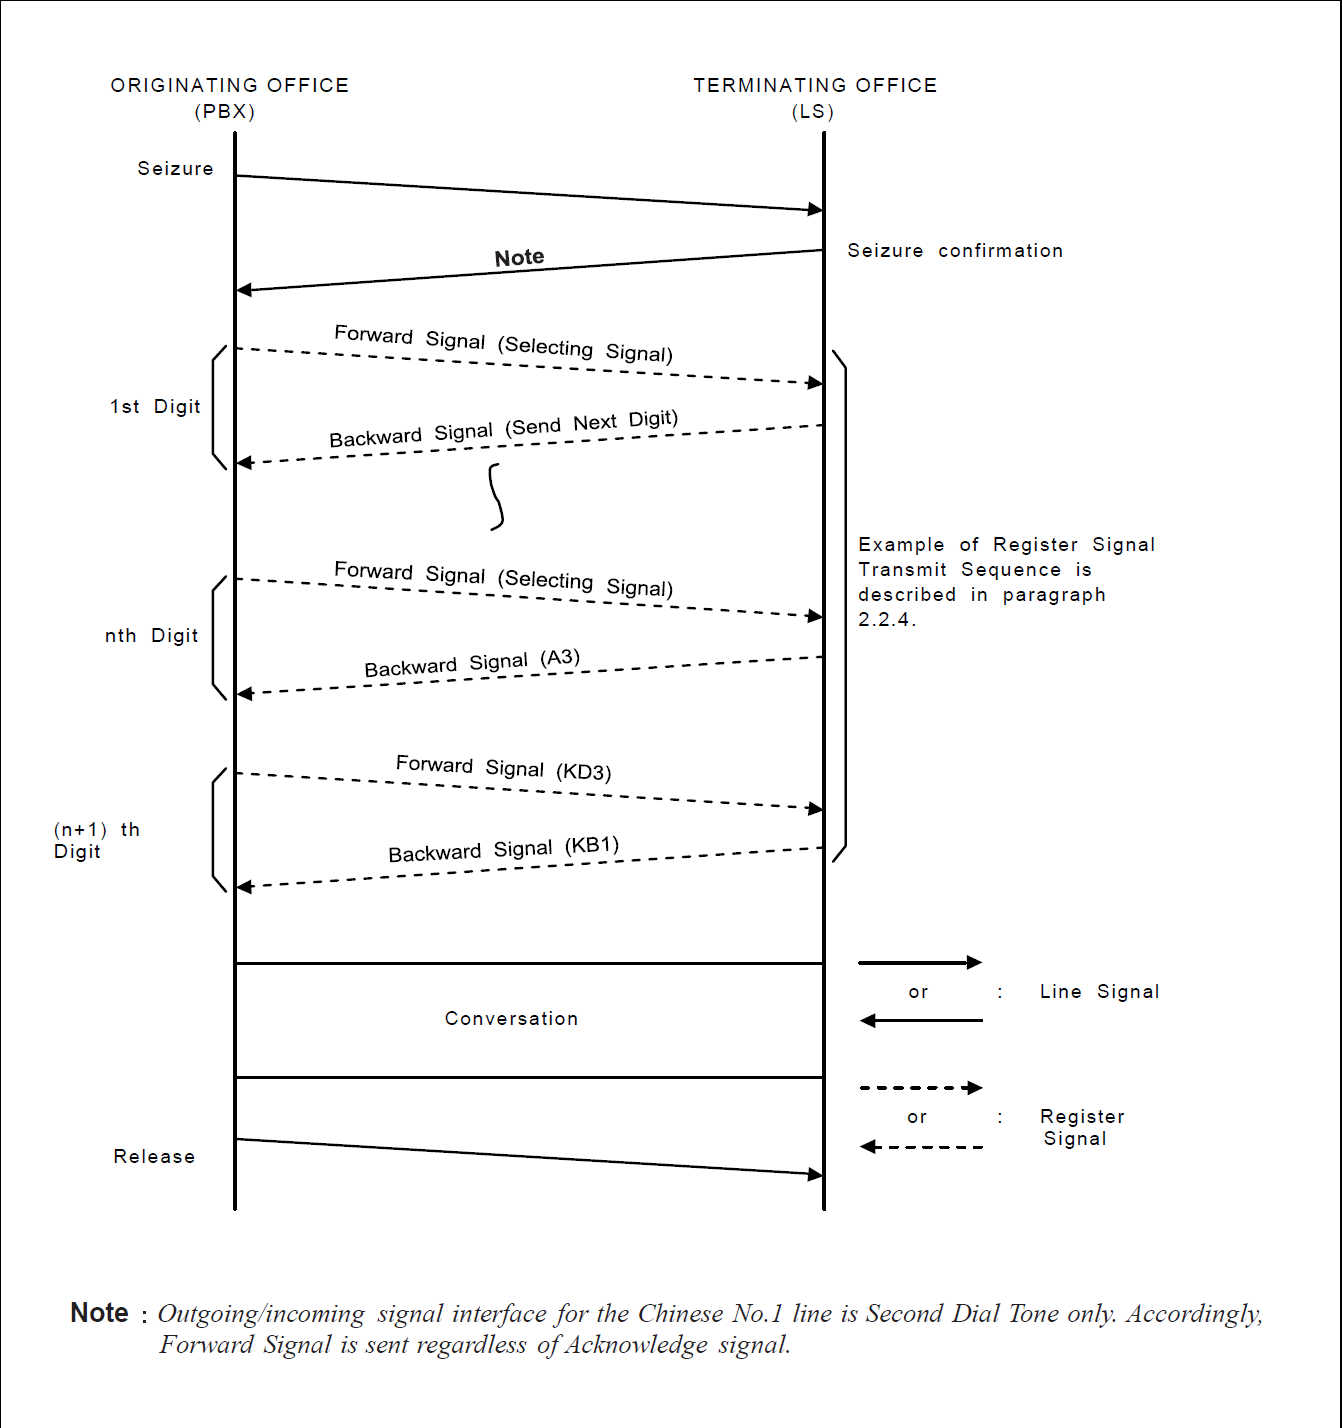 ORIGINATING OFFICE
(PBX)
TERMINATING OFFICE
(LS)
Seizure
Note
Seizure confirmation
Forward Signal (Selecting Signal)
1st Digit
Backward Signal (Send Next Digit)
Example of Register Signal
Transmit Sequence is
described in paragraph
2.2.4.
Forward Signal (Selecting Signal)
nth Digit
Backward Signal (A3)
Forward Signal (KD3)
(n+1) th
Digit
Backward Signal (KB1)
or : Line Signal
Conversation
or : Register
Signal
Release
Note : Outgoing/incoming signal interface for the Chinese No.1 line is Second Dial Tone only. Accordingly,
Forward Signal is sent regardless of Acknowledge signal.